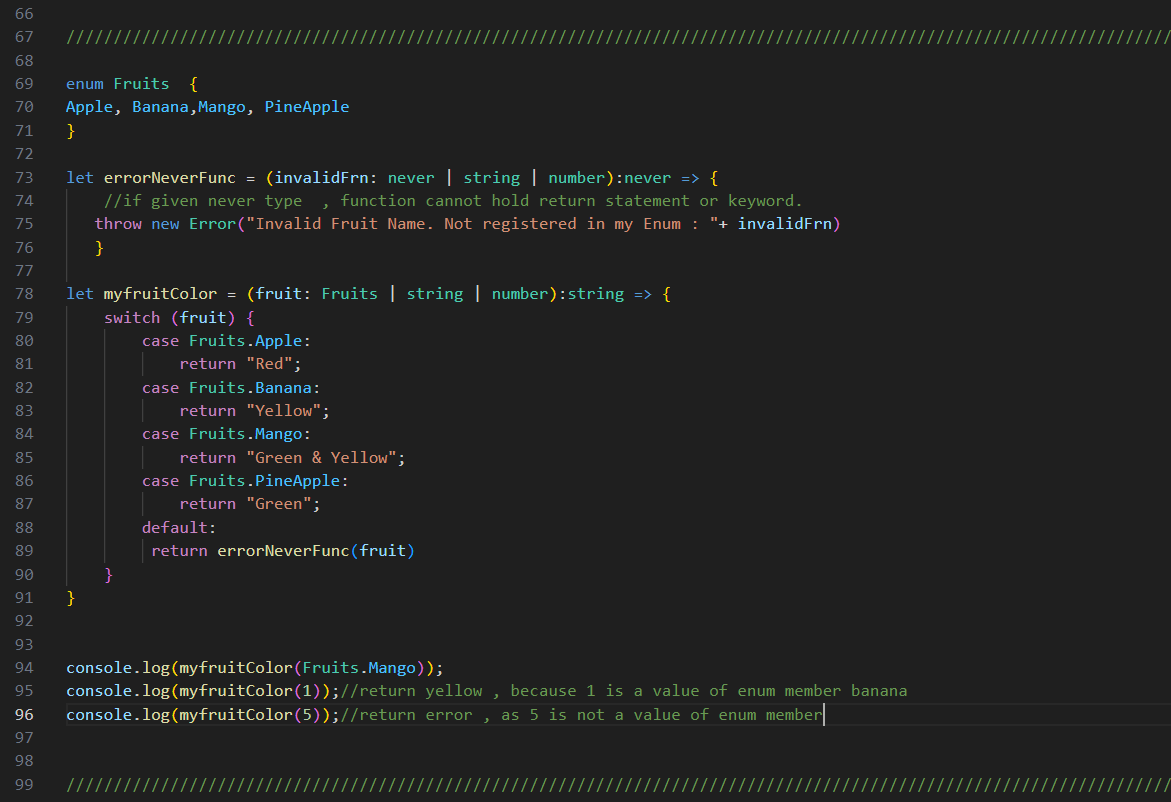 66
67 //////////////////////////////////////////////////////////////////////////////////////////////////////////////////////
68
69 enum Fruits  {
70 Apple, Banana,Mango, PineApple
71 }
72
73 let errorNeverFunc = (invalidFrn: never | string | number):never => {
74     //if given never type  , function cannot hold return statement or keyword.
75    throw new Error("Invalid Fruit Name. Not registered in my Enum : "+ invalidFrn)
76    }
77
78 let myfruitColor = (fruit: Fruits | string | number):string => {
79     switch (fruit) {
80         case Fruits.Apple:
81             return "Red";
82         case Fruits.Banana:
83             return "Yellow";
84         case Fruits.Mango:
85             return "Green & Yellow";
86         case Fruits.PineApple:
87             return "Green";
88         default:
89          return errorNeverFunc(fruit)
90     }
91 }
92
93
94 console.log(myfruitColor(Fruits.Mango));
95 console.log(myfruitColor(1));//return yellow , because 1 is a value of enum member banana
96 console.log(myfruitColor(5));//return error , as 5 is not a value of enum member
97
98
99 //////////////////////////////////////////////////////////////////////////////////////////////////////////////////////